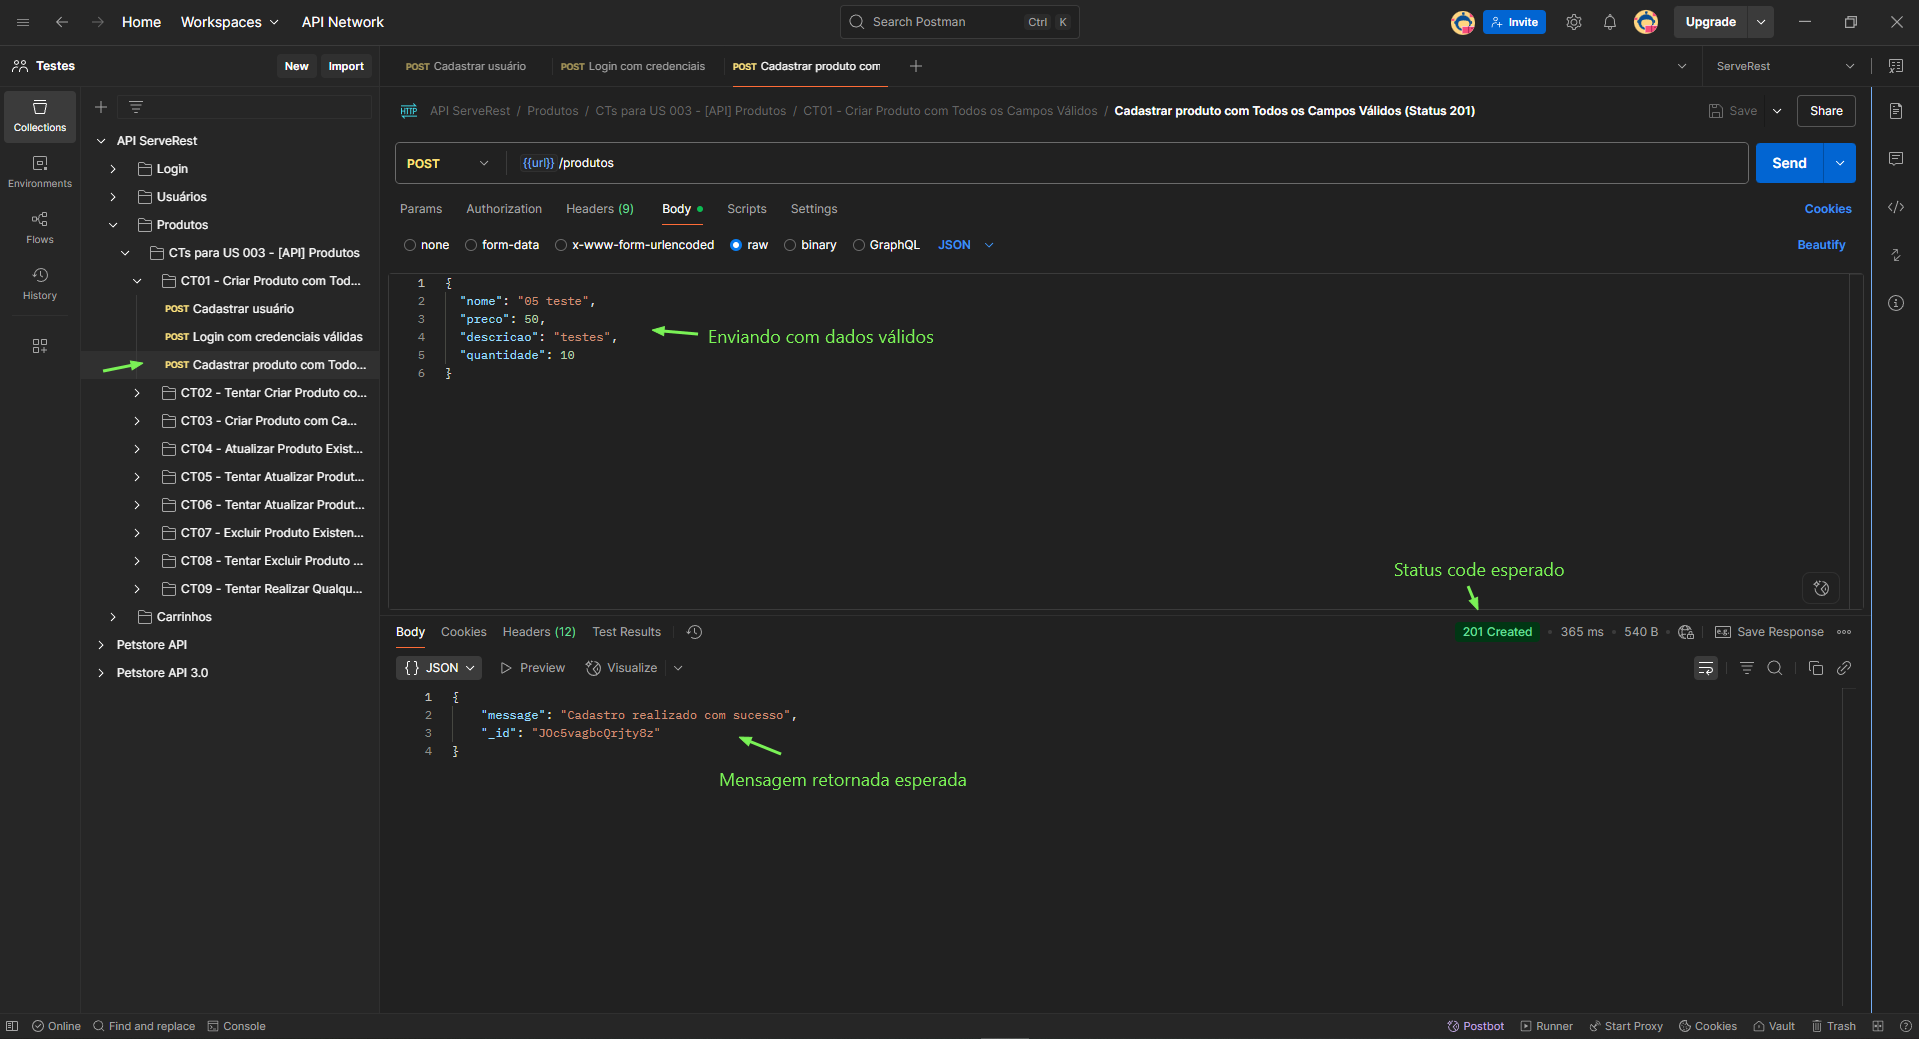 Home Workspaces API Network
Search Postman Ctrl K
Invite
Upgrade
Testes New Import
POST Cadastrar usuário POST Login com credenciais POST Cadastrar produto com ServeRest
API ServeRest / Produtos / CTs para US 003 - [API] Produtos / CT01 - Criar Produto com Todos os Campos Válidos / Cadastrar produto com Todos os Campos Válidos (Status 201) Save Share
Collections
Environments
Flows
History
API ServeRest
Login
Usuários
Produtos
CTs para US 003 - [API] Produtos
CT01 - Criar Produto com Tod...
POST Cadastrar usuário
POST Login com credenciais válidas
POST Cadastrar produto com Todo...
CT02 - Tentar Criar Produto co...
CT03 - Criar Produto com Ca...
CT04 - Atualizar Produto Exist...
CT05 - Tentar Atualizar Produt...
CT06 - Tentar Atualizar Produt...
CT07 - Excluir Produto Existen...
CT08 - Tentar Excluir Produto ...
CT09 - Tentar Realizar Qualqu...
Carrinhos
Petstore API
Petstore API 3.0
HTTP
POST {{url}} /produtos Send
Params Authorization Headers (9) Body Scripts Settings Cookies
none form-data x-www-form-urlencoded raw binary GraphQL JSON Beautify
1 {
2 "nome": "05 teste",
3 "preco": 50,
4 "descricao": "testes",
5 "quantidade": 10
6 }
Enviando com dados válidos
Status code esperado
Body Cookies Headers (12) Test Results 201 Created 365 ms 540 B e.g. Save Response
{} JSON Preview Visualize
1 {
2 "message": "Cadastro realizado com sucesso",
3 "_id": "JOc5vagbcQrjty8z"
4 }
Mensagem retornada esperada
Online Find and replace Console Postbot Runner Start Proxy Cookies Vault Trash